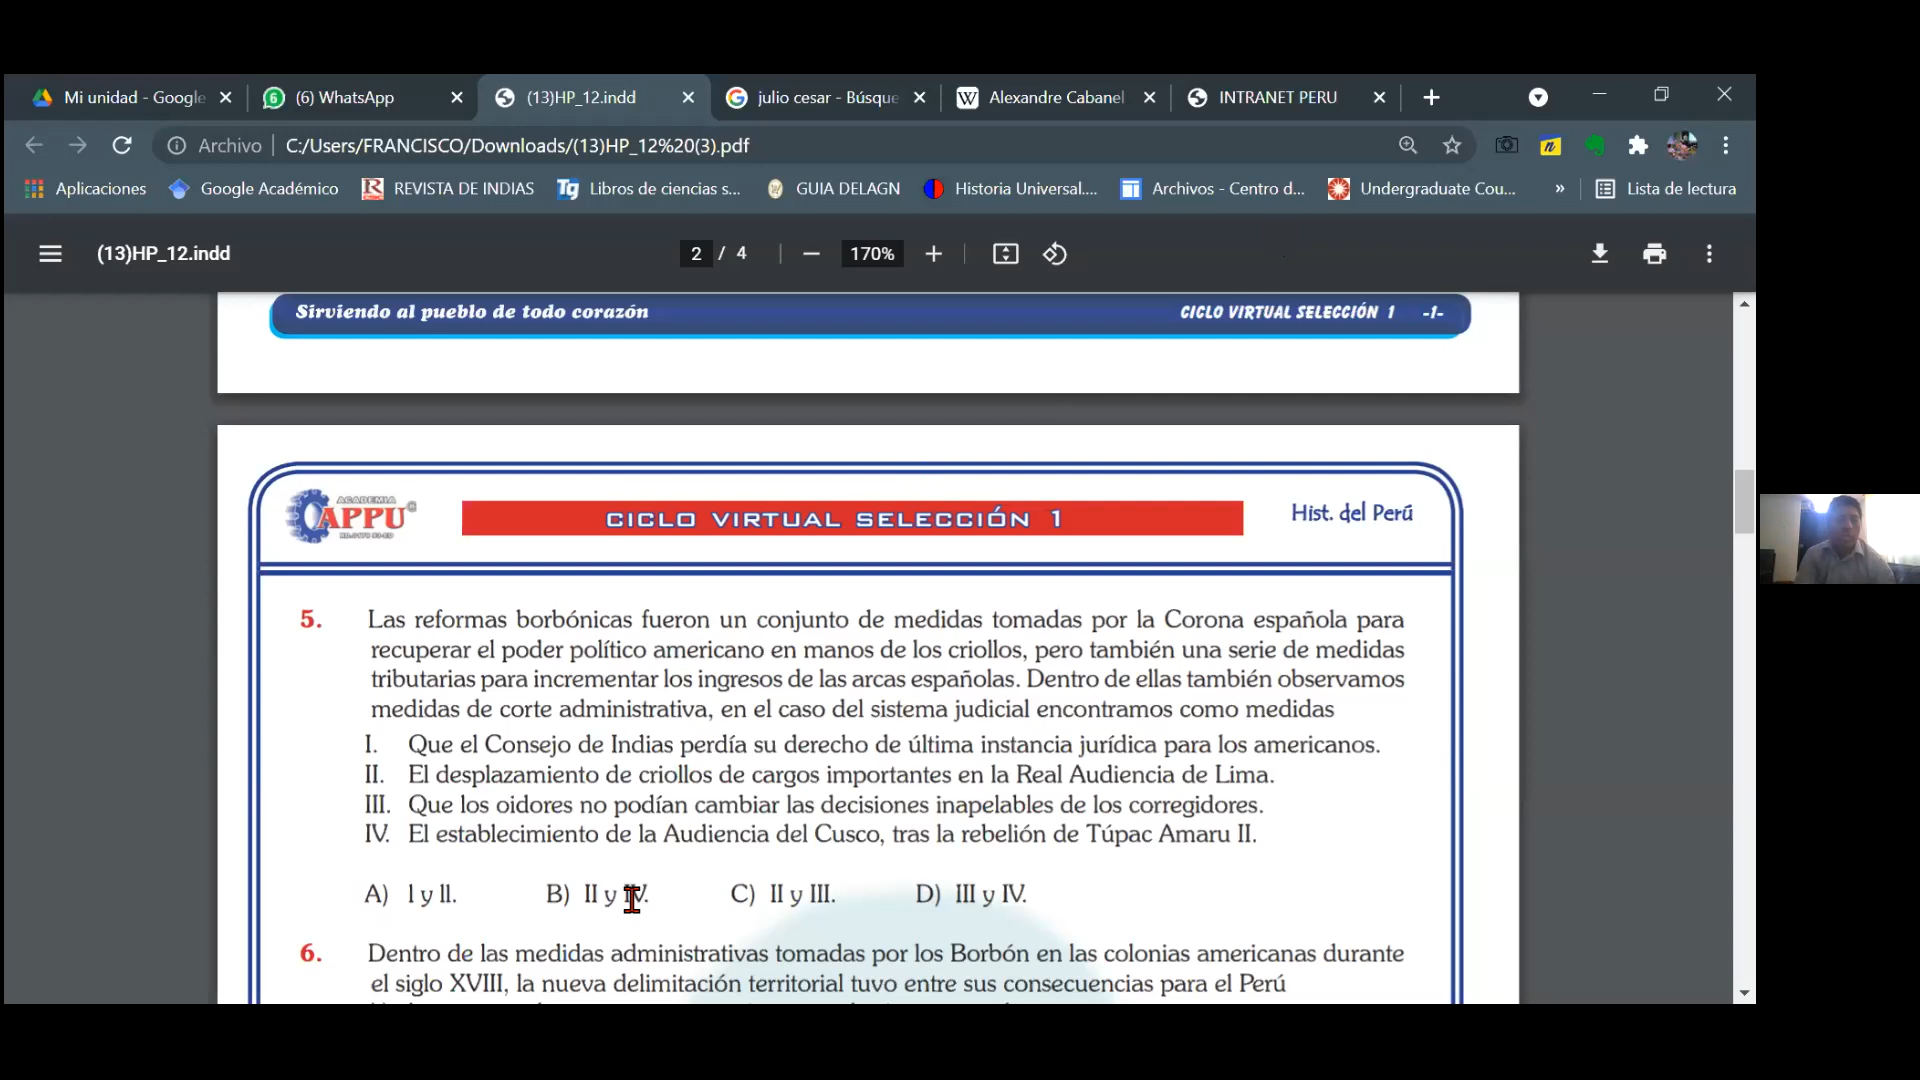 Mi unidad - Google
(6) WhatsApp
(13)HP_12.indd
julio cesar - Búsque
Alexandre Cabanel
INTRANET PERU
Archivo
C:/Users/FRANCISCO/Downloads/(13)HP_12%20(3).pdf
Aplicaciones
Google Académico
REVISTA DE INDIAS
Libros de ciencias s...
GUIA DELAGN
Historia Universal....
Archivos - Centro d...
Undergraduate Cou...
»
Lista de lectura
(13)HP_12.indd
2 / 4
170%
Sirviendo al pueblo de todo corazón
CICLO VIRTUAL SELECCIÓN 1 -1-
ACADEMIA
APPU
CICLO VIRTUAL SELECCIÓN 1
Hist. del Perú
5. Las reformas borbónicas fueron un conjunto de medidas tomadas por la Corona española para
recuperar el poder político americano en manos de los criollos, pero también una serie de medidas
tributarias para incrementar los ingresos de las arcas españolas. Dentro de ellas también observamos
medidas de corte administrativa, en el caso del sistema judicial encontramos como medidas
I. Que el Consejo de Indias perdía su derecho de última instancia jurídica para los americanos.
II. El desplazamiento de criollos de cargos importantes en la Real Audiencia de Lima.
III. Que los oidores no podían cambiar las decisiones inapelables de los corregidores.
IV. El establecimiento de la Audiencia del Cusco, tras la rebelión de Túpac Amaru II.
A) I y II. B) II y IV. C) II y III. D) III y IV.
6. Dentro de las medidas administrativas tomadas por los Borbón en las colonias americanas durante
el siglo XVIII, la nueva delimitación territorial tuvo entre sus consecuencias para el Perú